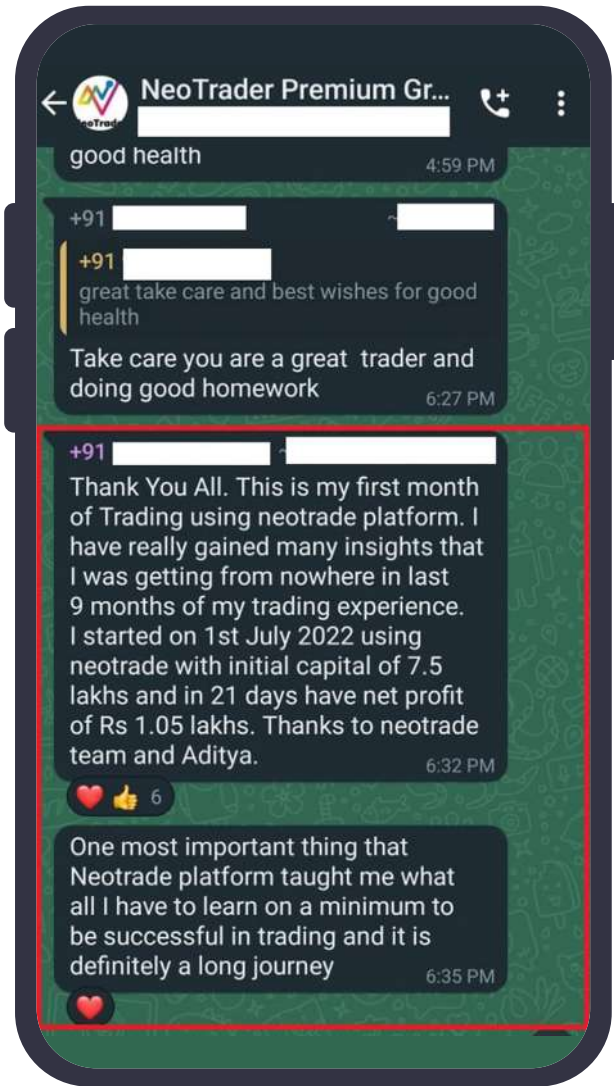 NeoTrader Premium Gr...
good health
4:59 PM
+91
~
+91
great take care and best wishes for good
health
Take care you are a great trader and
doing good homework
6:27 PM
+91
~
Thank You All. This is my first month
of Trading using neotrade platform. I
have really gained many insights that
I was getting from nowhere in last
9 months of my trading experience.
I started on 1st July 2022 using
neotrade with initial capital of 7.5
lakhs and in 21 days have net profit
of Rs 1.05 lakhs. Thanks to neotrade
team and Aditya.
6:32 PM
❤️👍 6
One most important thing that
Neotrade platform taught me what
all I have to learn on a minimum to
be successful in trading and it is
definitely a long journey
6:35 PM
❤️